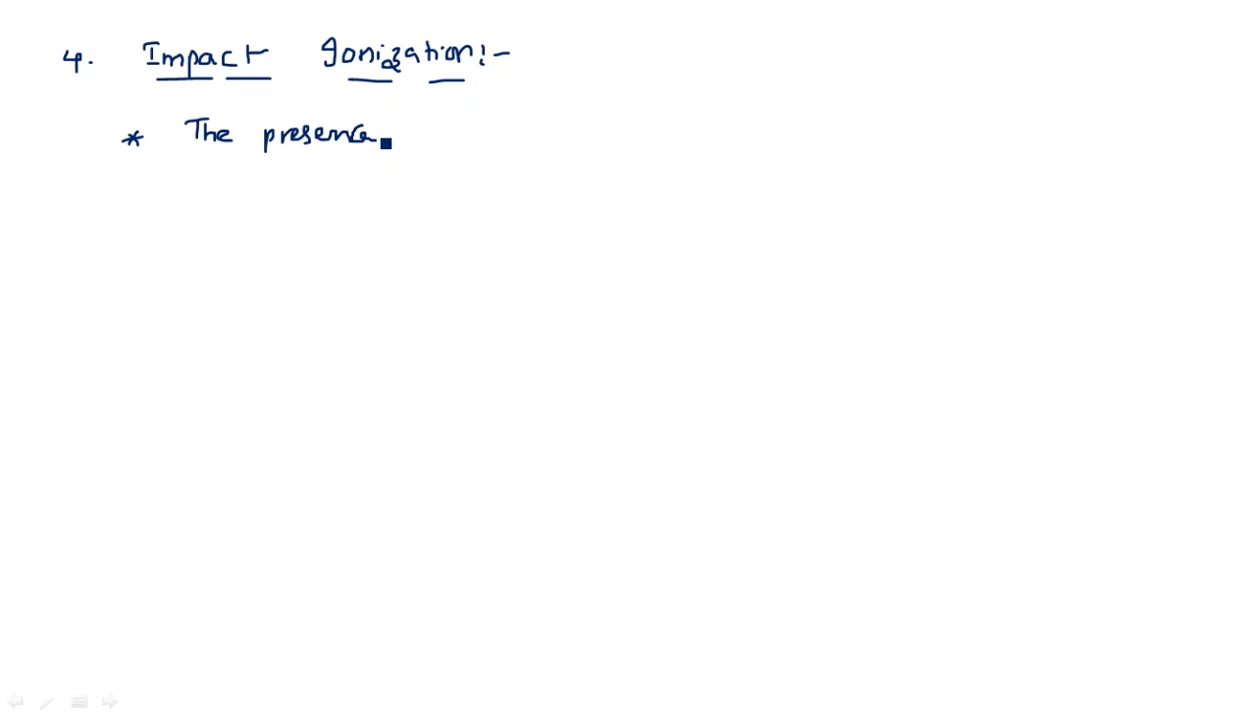 4. Impact Ionization:-
* The presence